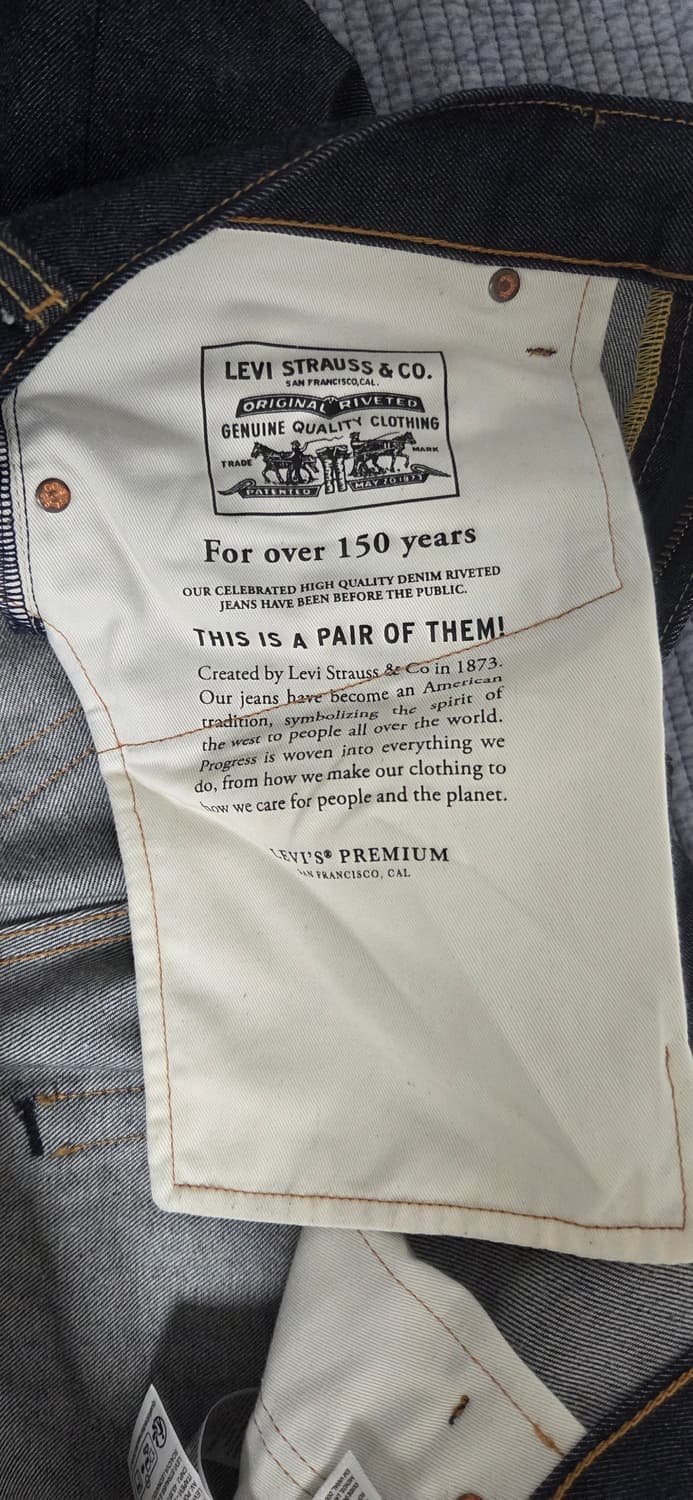 LEVI STRAUSS & CO.
SAN FRANCISCO, CAL.
ORIGINAL RIVETED
GENUINE QUALITY CLOTHING
TRADE MARK
PATENTED MAY 20 1873
For over 150 years
OUR CELEBRATED HIGH QUALITY DENIM RIVETED
JEANS HAVE BEEN BEFORE THE PUBLIC.
THIS IS A PAIR OF THEM!
Created by Levi Strauss & Co in 1873.
Our jeans have become an American
tradition, symbolizing the spirit of
the west to people all over the world.
Progress is woven into everything we
do, from how we make our clothing to
how we care for people and the planet.
LEVI'S® PREMIUM
SAN FRANCISCO, CAL